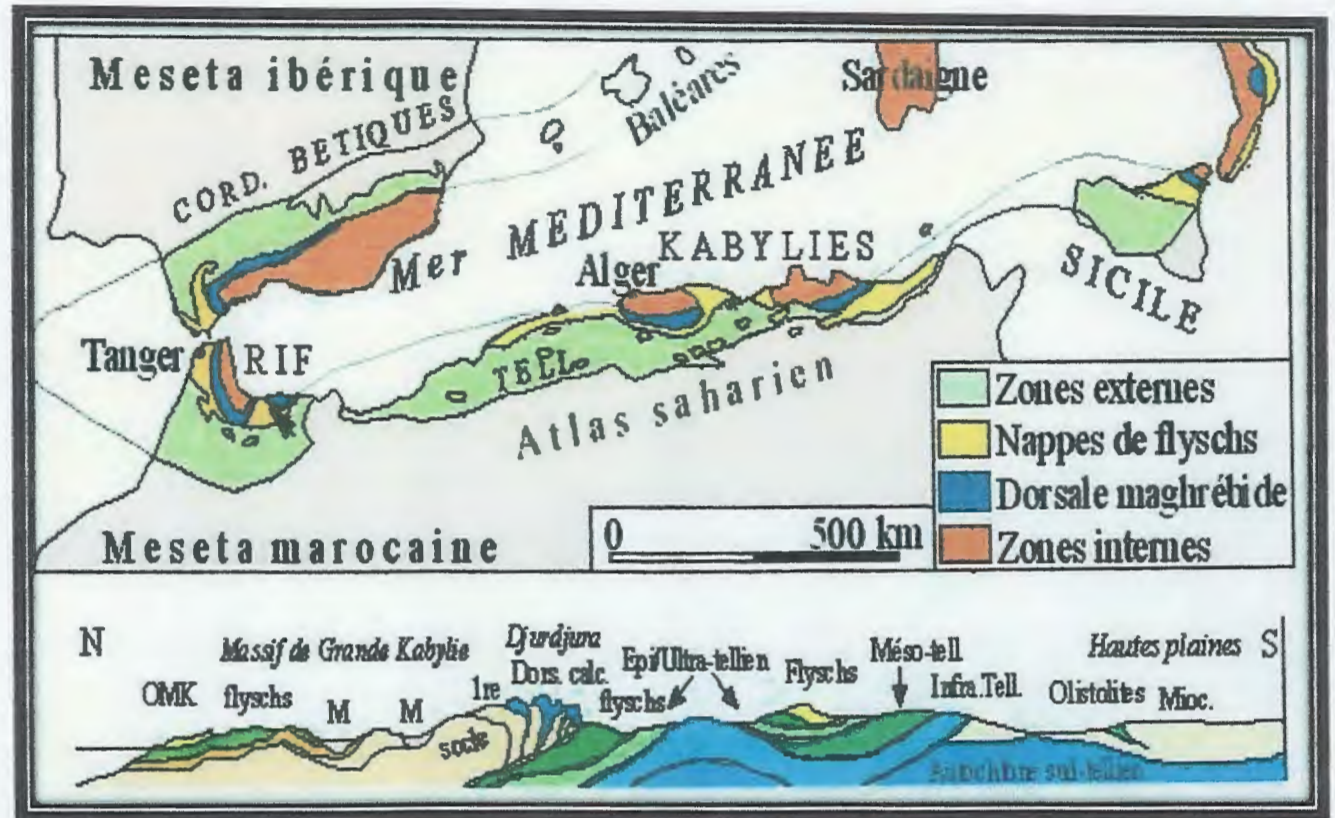 Meseta ibérique
CORD. BETIQUES
Baléares
Sardaigne
Mer MEDITERRANEE
KABYLIES
Alger
SICILE
Tanger
RIF
TELL
Atlas saharien
Meseta marocaine
0 500 km
Zones externes
Nappes de flyschs
Dorsale maghrébide
Zones internes
N
S
OMK
Massif de Grande Kabylie
flyschs
M
M
socle
1re
Djurdjura
Dors. calc.
flyschs
Epi/Ultra-tellien
Flyschs
Méso-tell.
Infra.Tell.
Hautes plaines
Olistolites
Mioc.